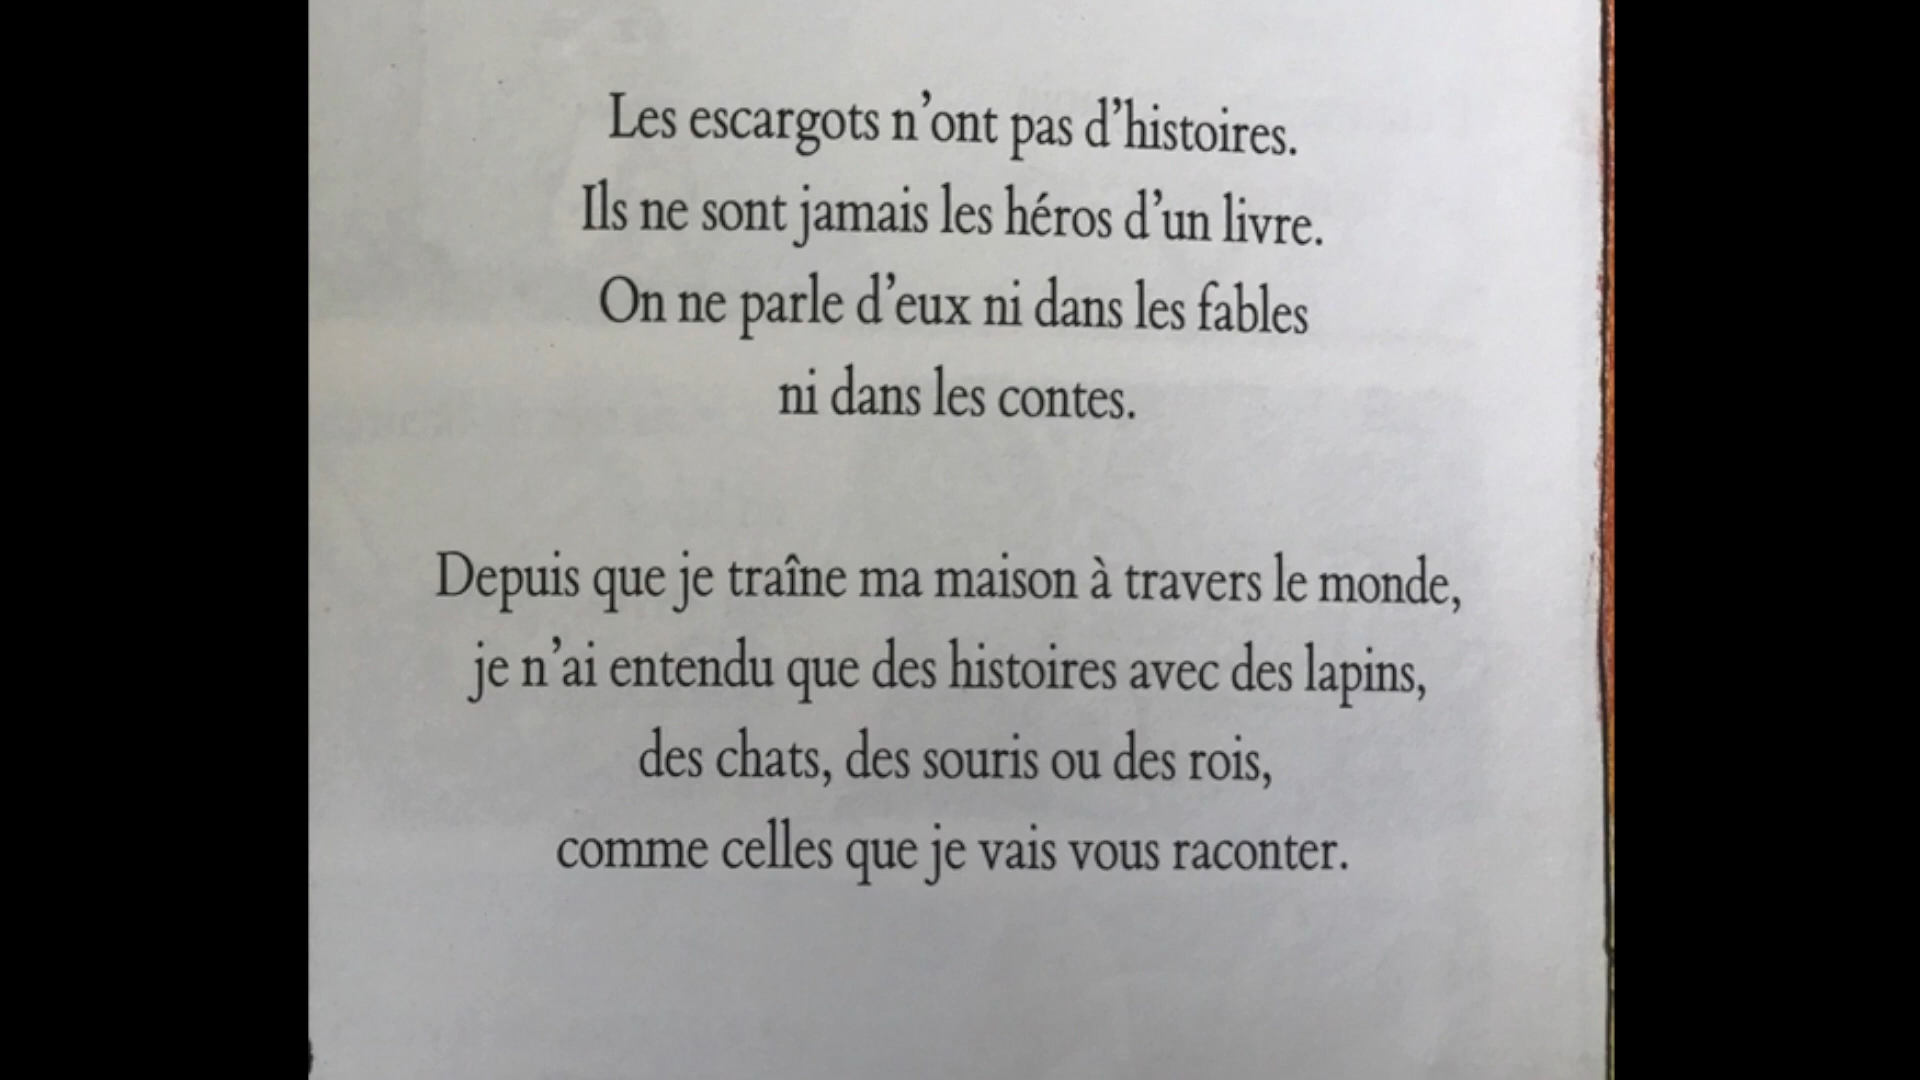 Les escargots n’ont pas d’histoires.
Ils ne sont jamais les héros d’un livre.
On ne parle d’eux ni dans les fables
ni dans les contes.
Depuis que je traîne ma maison à travers le monde,
je n’ai entendu que des histoires avec des lapins,
des chats, des souris ou des rois,
comme celles que je vais vous raconter.